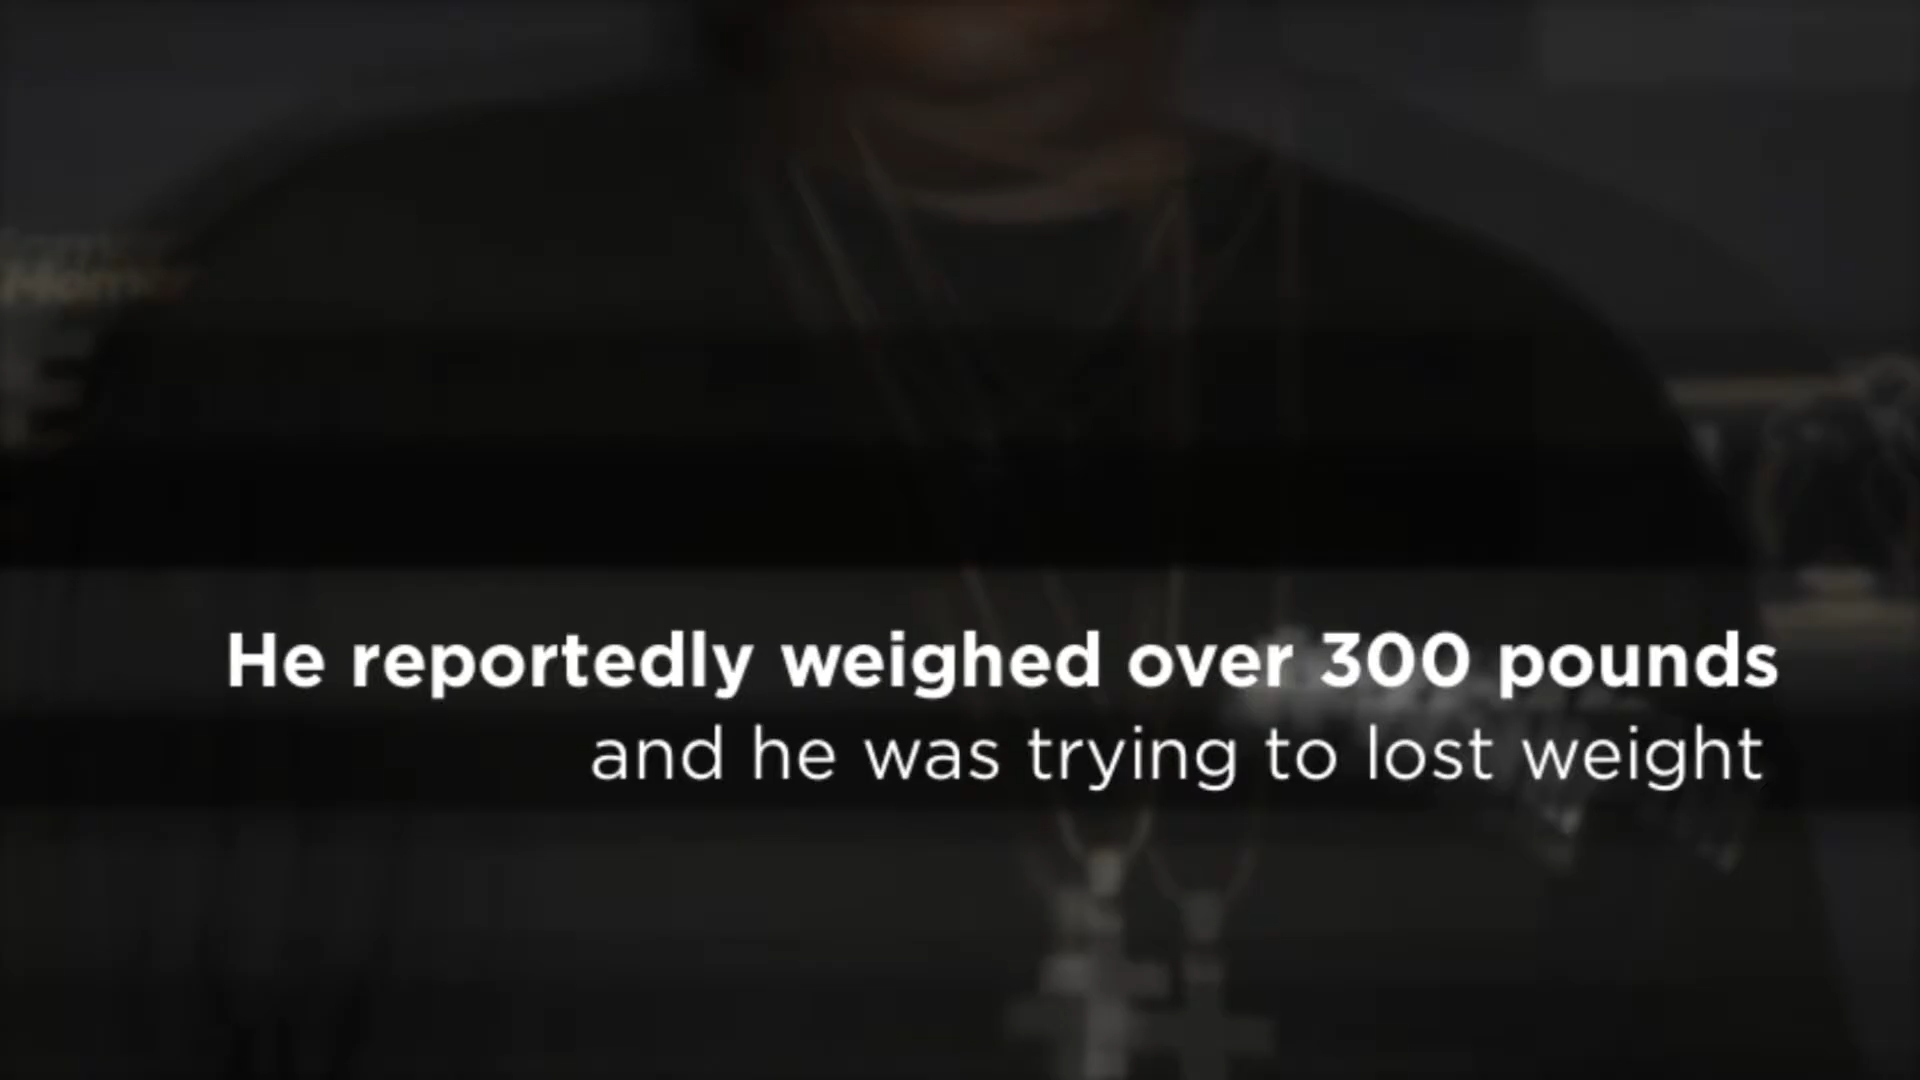 He reportedly weighed over 300 pounds
and he was trying to lost weight